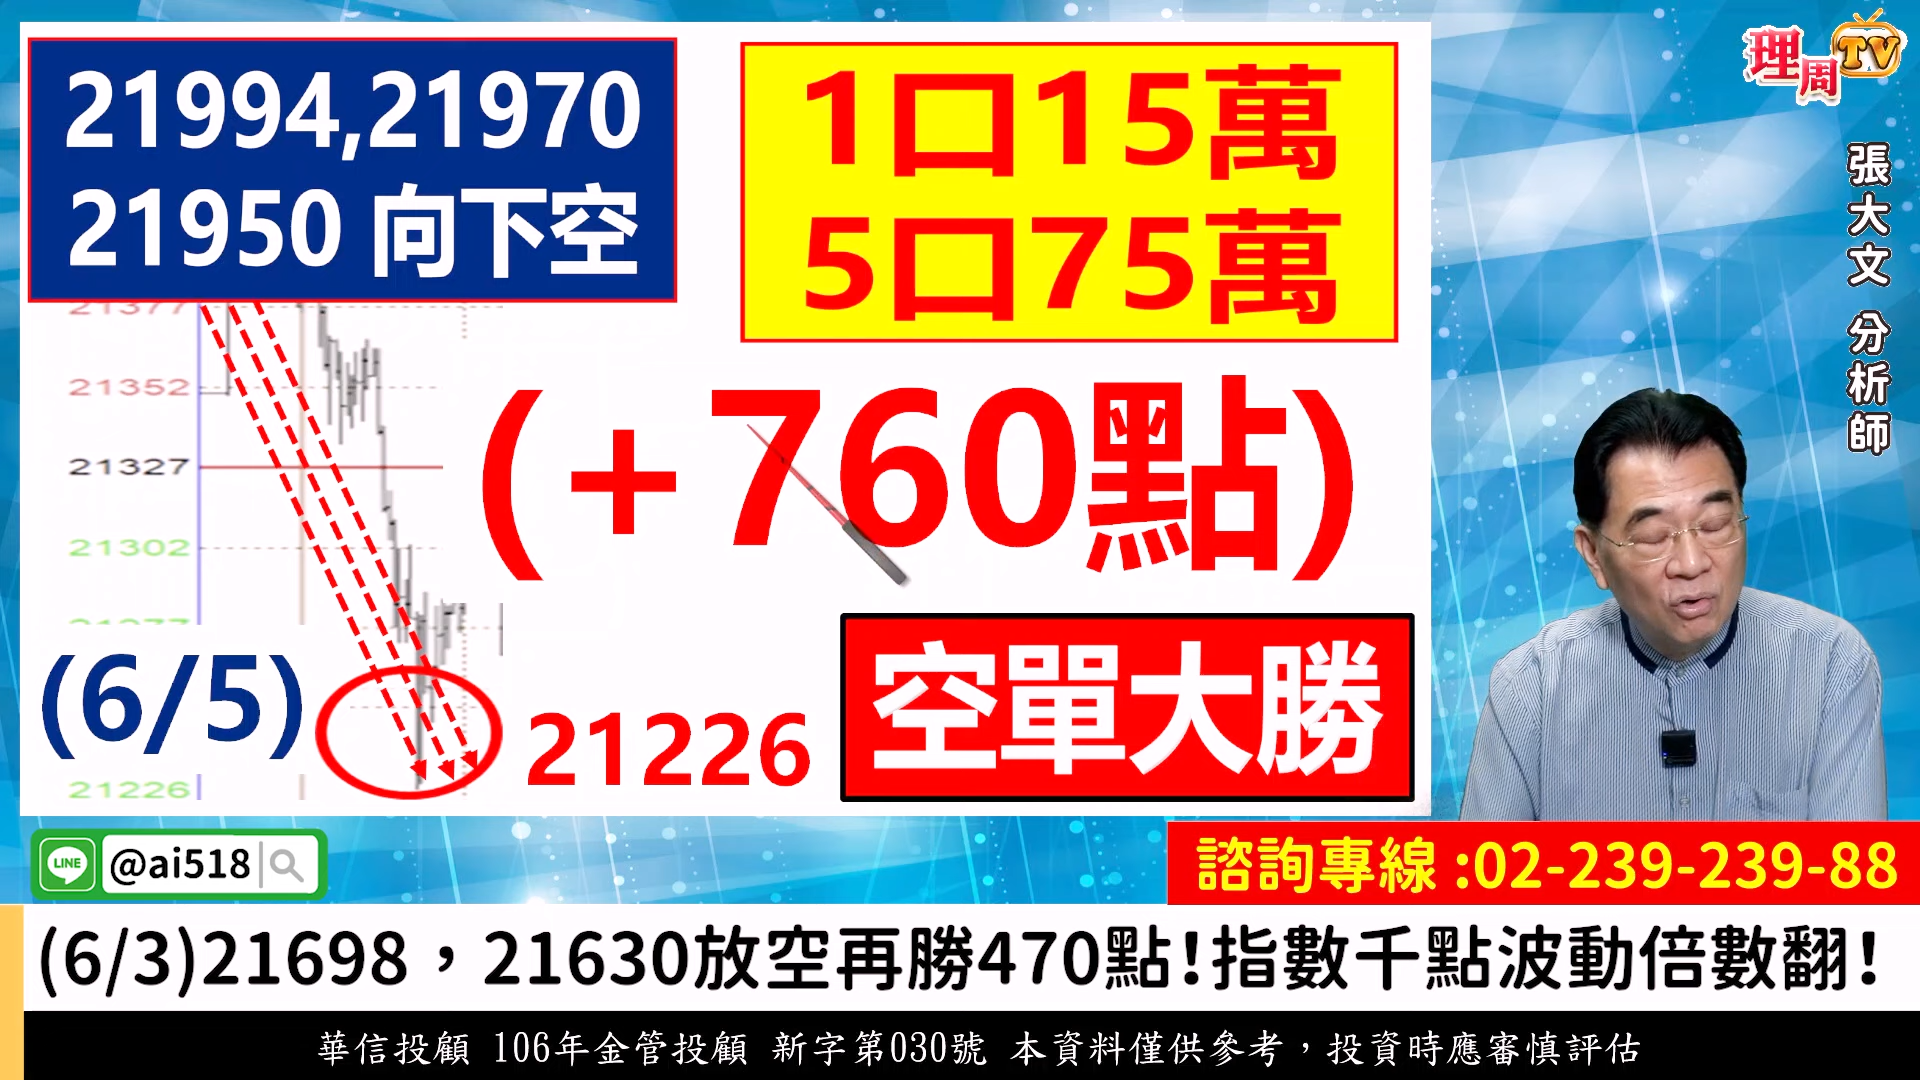 21994,21970
21950 向下空
1口15萬
5口75萬
理周TV
張大文 分析師
21377
21352
21327
21302
(+760點)
(6/5)
21226
21226
空單大勝
LINE @ai518
諮詢專線 :02-239-239-88
(6/3)21698，21630放空再勝470點!指數千點波動倍數翻!
華信投顧 106年金管投顧 新字第030號 本資料僅供參考，投資時應審慎評估